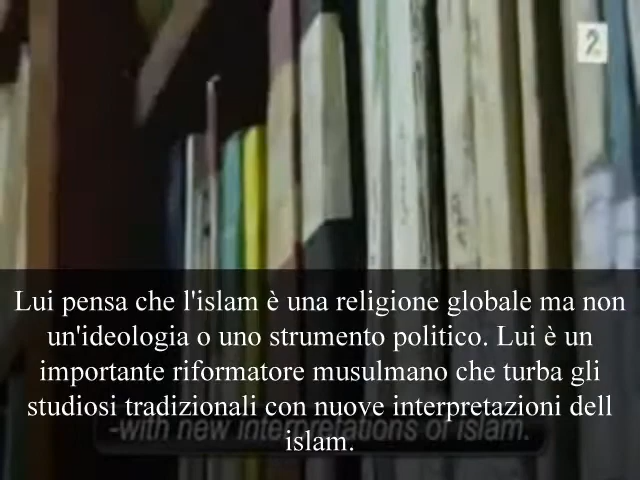 2
Lui pensa che l'islam è una religione globale ma non
un'ideologia o uno strumento politico. Lui è un
importante riformatore musulmano che turba gli
studiosi tradizionali con nuove interpretazioni dell
-with new interpretations of Islam.
islam.